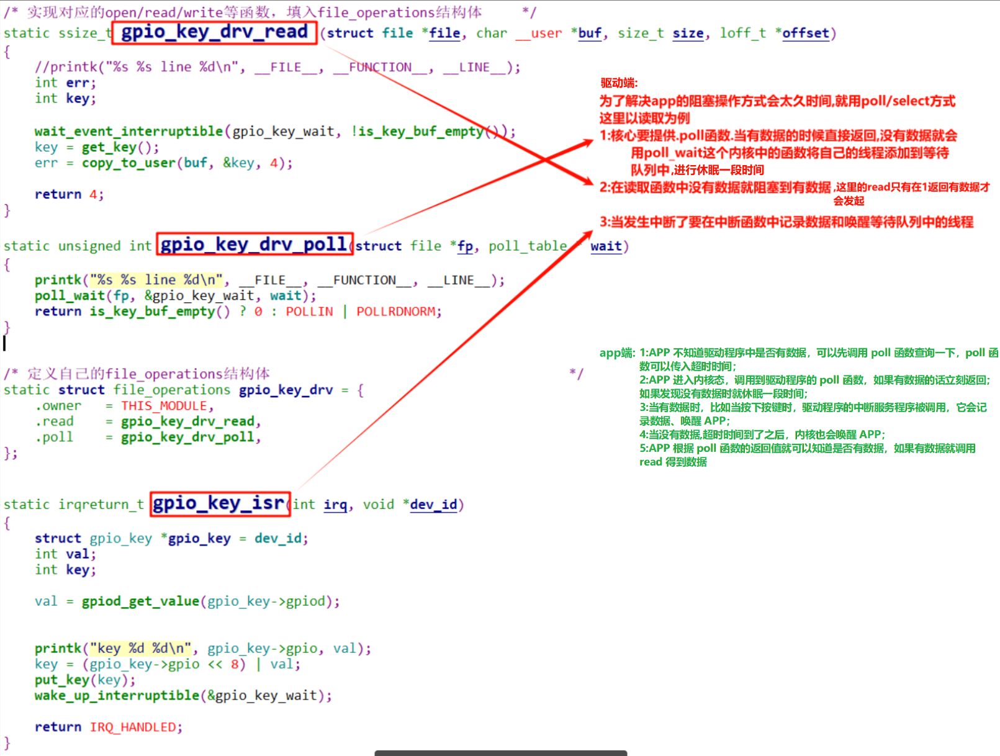 /* 实现对应的open/read/write等函数，填入file_operations结构体 */
static ssize_t gpio_key_drv_read (struct file *file, char __user *buf, size_t size, loff_t *offset)
{
//printk("%s %s line %d\n", __FILE__, __FUNCTION__, __LINE__);
int err;
int key;
wait_event_interruptible(gpio_key_wait, !is_key_buf_empty());
key = get_key();
err = copy_to_user(buf, &key, 4);
return 4;
}
static unsigned int gpio_key_drv_poll(struct file *fp, poll_table * wait)
{
printk("%s %s line %d\n", __FILE__, __FUNCTION__, __LINE__);
poll_wait(fp, &gpio_key_wait, wait);
return is_key_buf_empty() ? 0 : POLLIN | POLLRDNORM;
}
/* 定义自己的file_operations结构体 */
static struct file_operations gpio_key_drv = {
.owner = THIS_MODULE,
.read = gpio_key_drv_read,
.poll = gpio_key_drv_poll,
};
static irqreturn_t gpio_key_isr(int irq, void *dev_id)
{
struct gpio_key *gpio_key = dev_id;
int val;
int key;
val = gpiod_get_value(gpio_key->gpiod);
printk("key %d %d\n", gpio_key->gpio, val);
key = (gpio_key->gpio << 8) | val;
put_key(key);
wake_up_interruptible(&gpio_key_wait);
return IRQ_HANDLED;
}
驱动端:
为了解决app的阻塞操作方式会太久时间,就用poll/select方式
这里以读取为例
1:核心要提供.poll函数.当有数据的时候直接返回,没有数据就会
用poll_wait这个内核中的函数将自己的线程添加到等待
队列中,进行休眠一段时间
2:在读取函数中没有数据就阻塞到有数据,这里的read只有在1返回有数据才
会发起
3:当发生中断了要在中断函数中记录数据和唤醒等待队列中的线程
app端: 1:APP 不知道驱动程序中是否有数据，可以先调用 poll 函数查询一下，poll 函
数可以传入超时时间；
2:APP 进入内核态，调用到驱动程序的 poll 函数，如果有数据的话立刻返回；
如果发现没有数据时就休眠一段时间；
3:当有数据时，比如当按下按键时，驱动程序的中断服务程序被调用，它会记
录数据、唤醒 APP；
4:当没有数据,超时时间到了之后，内核也会唤醒 APP；
5:APP 根据 poll 函数的返回值就可以知道是否有数据，如果有数据就调用
read 得到数据